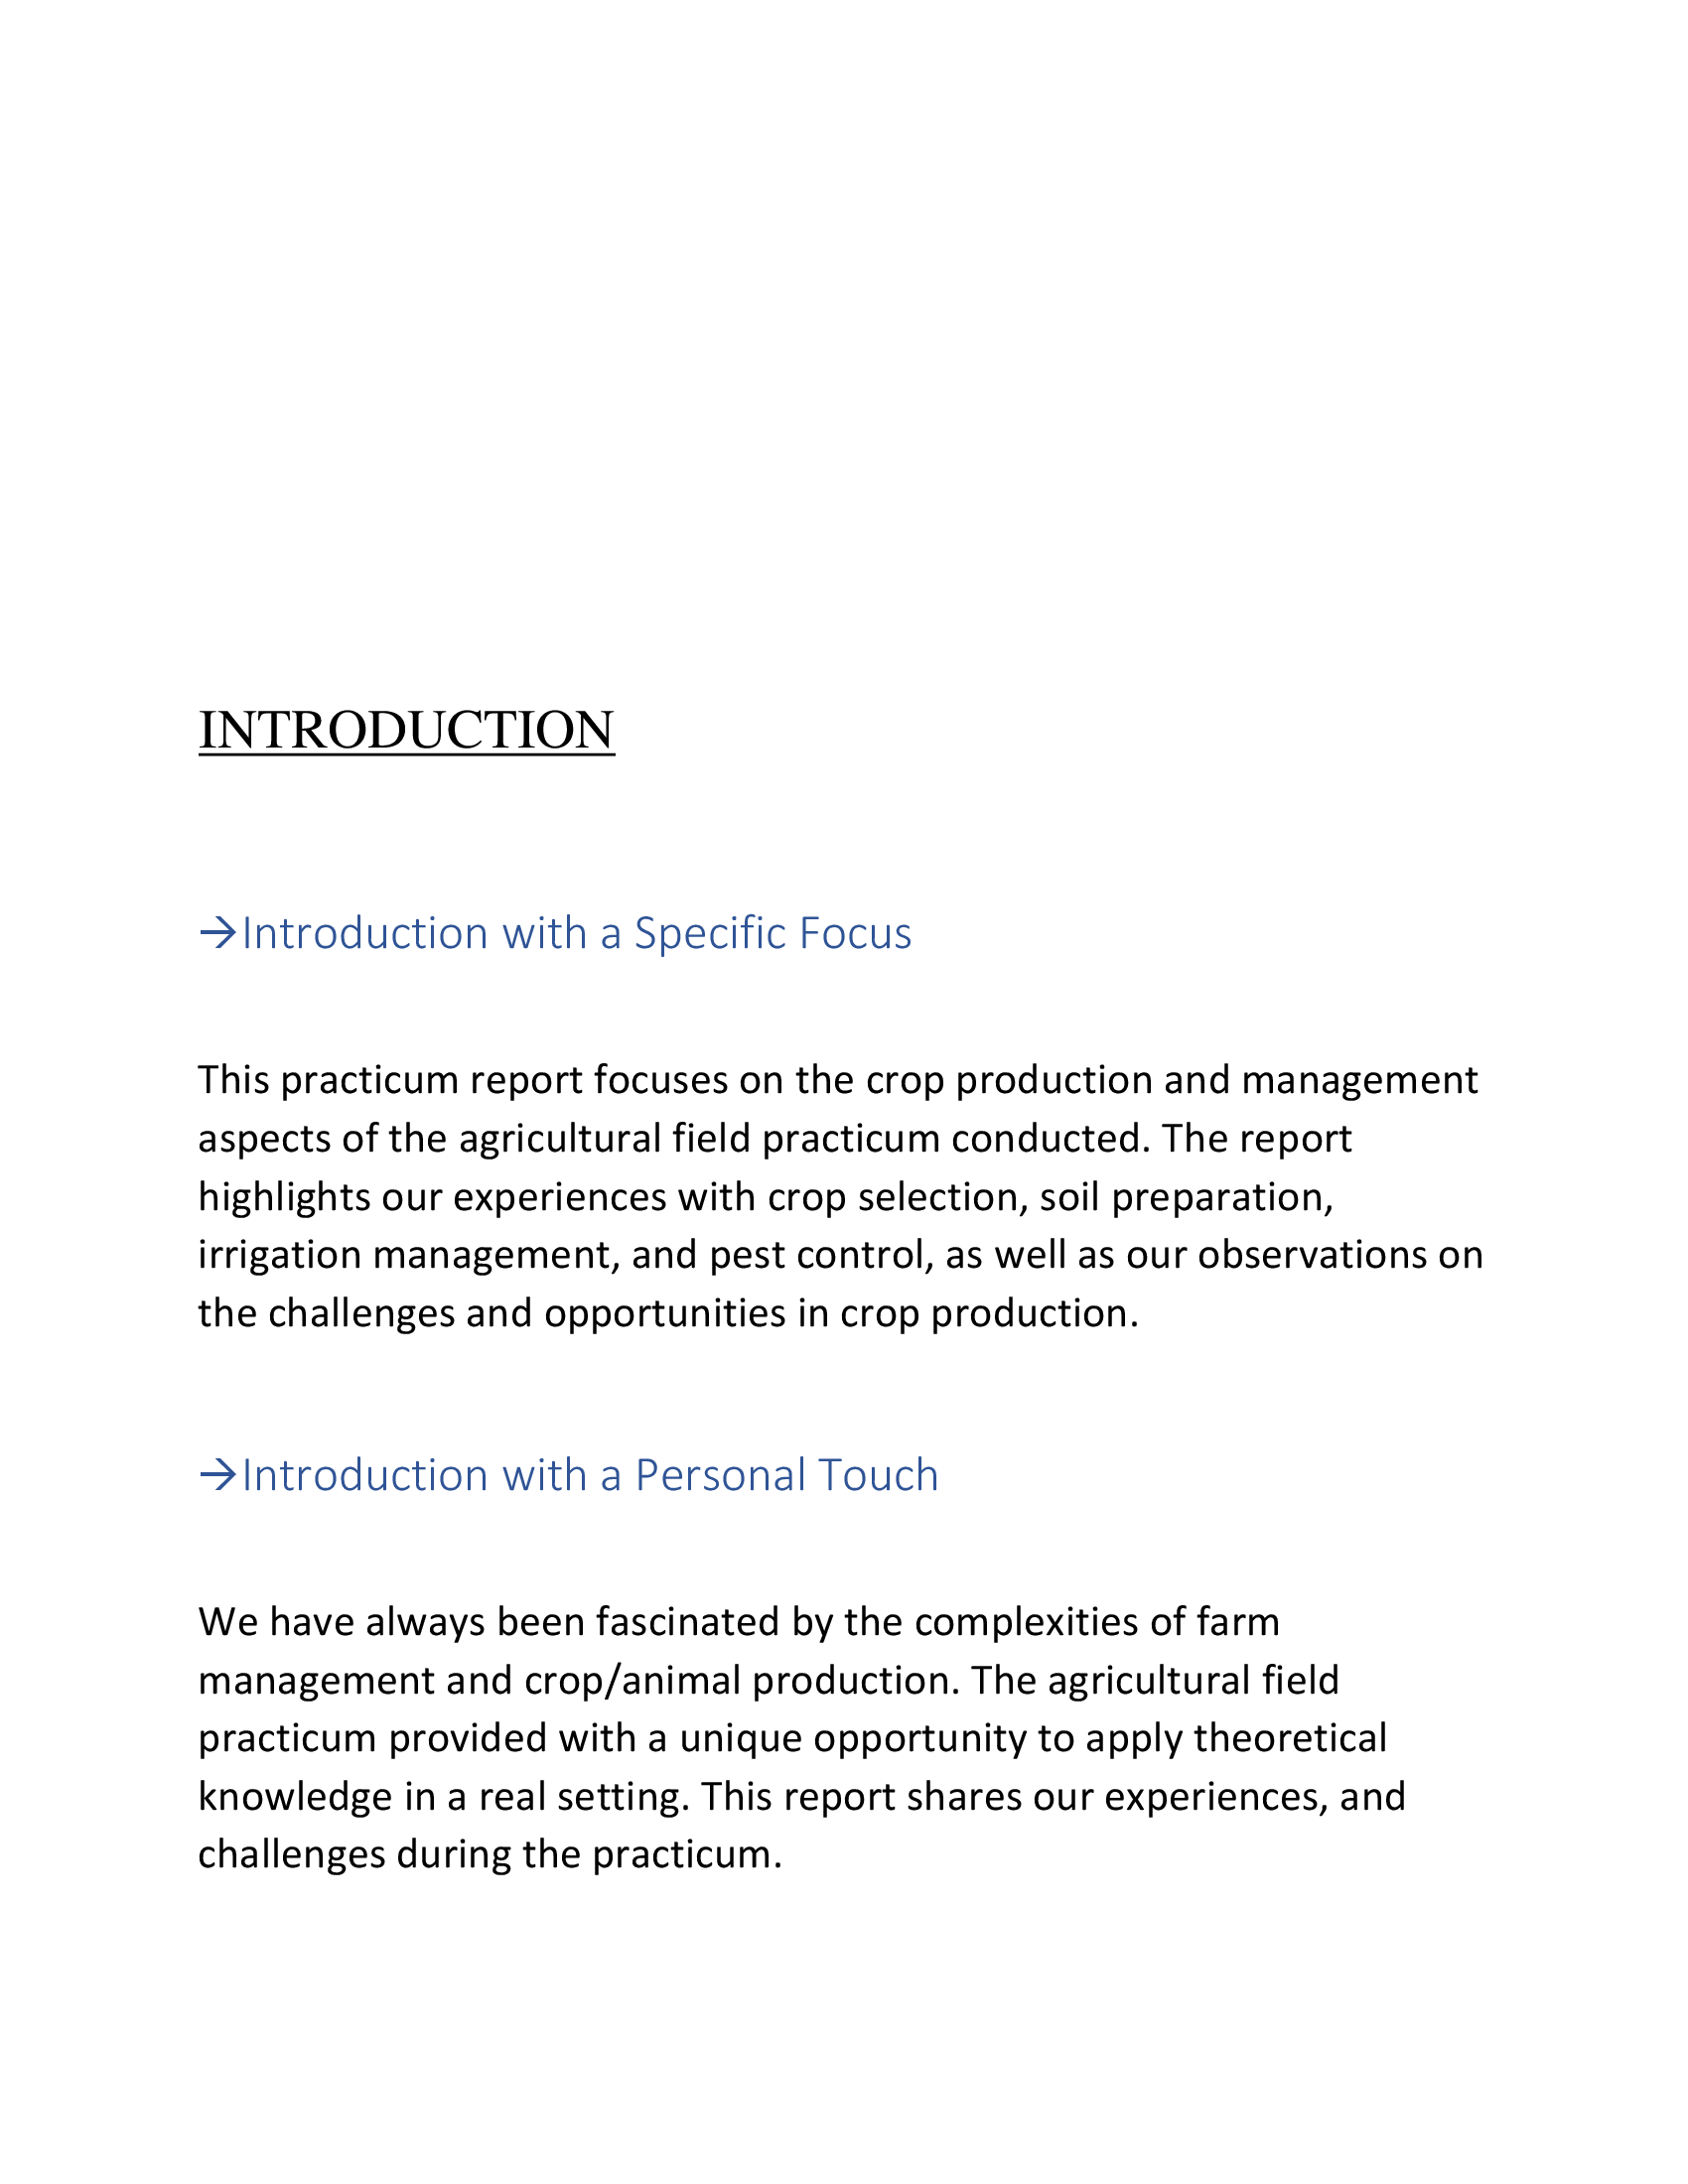 INTRODUCTION
→Introduction with a Specific Focus
This practicum report focuses on the crop production and management
aspects of the agricultural field practicum conducted. The report
highlights our experiences with crop selection, soil preparation,
irrigation management, and pest control, as well as our observations on
the challenges and opportunities in crop production.
→Introduction with a Personal Touch
We have always been fascinated by the complexities of farm
management and crop/animal production. The agricultural field
practicum provided with a unique opportunity to apply theoretical
knowledge in a real setting. This report shares our experiences, and
challenges during the practicum.